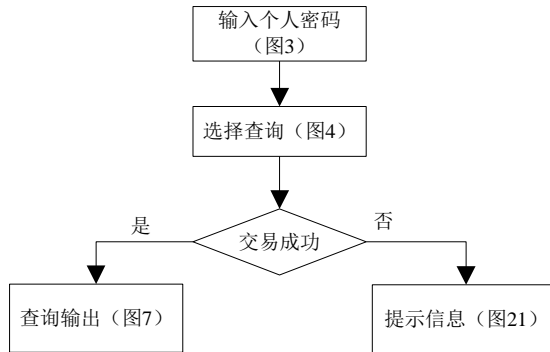 输入个人密码
(图3)
选择查询（图4）
交易成功
是
否
查询输出（图7）
提示信息（图21）